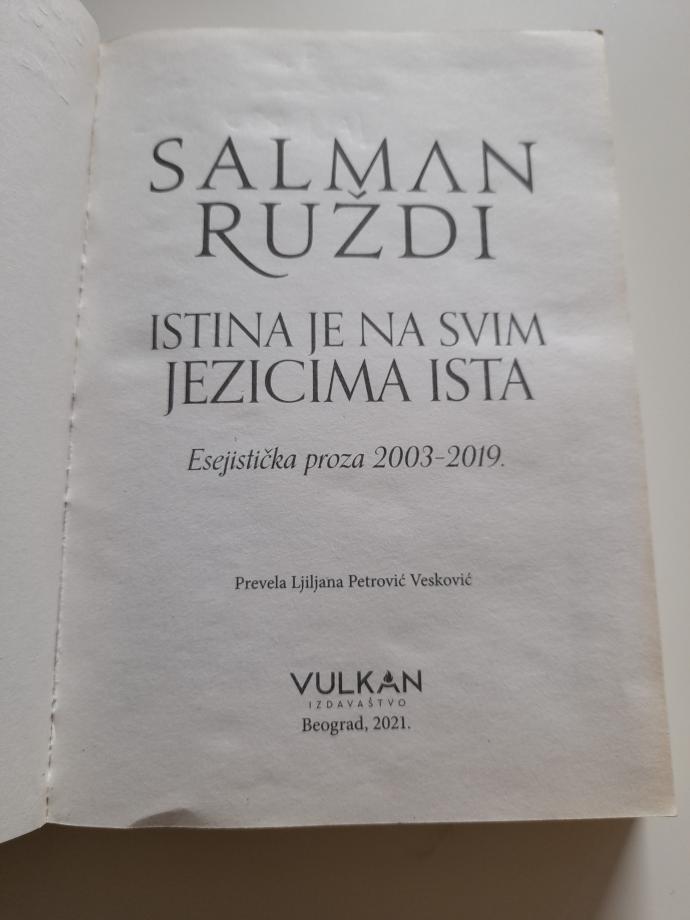 SALMAN
RUŽDI
ISTINA JE NA SVIM
JEZICIMA ISTA
Esejistička proza 2003-2019.
Prevela Ljiljana Petrović Vesković
VULKAN
IZDAVAŠTVO
Beograd, 2021.